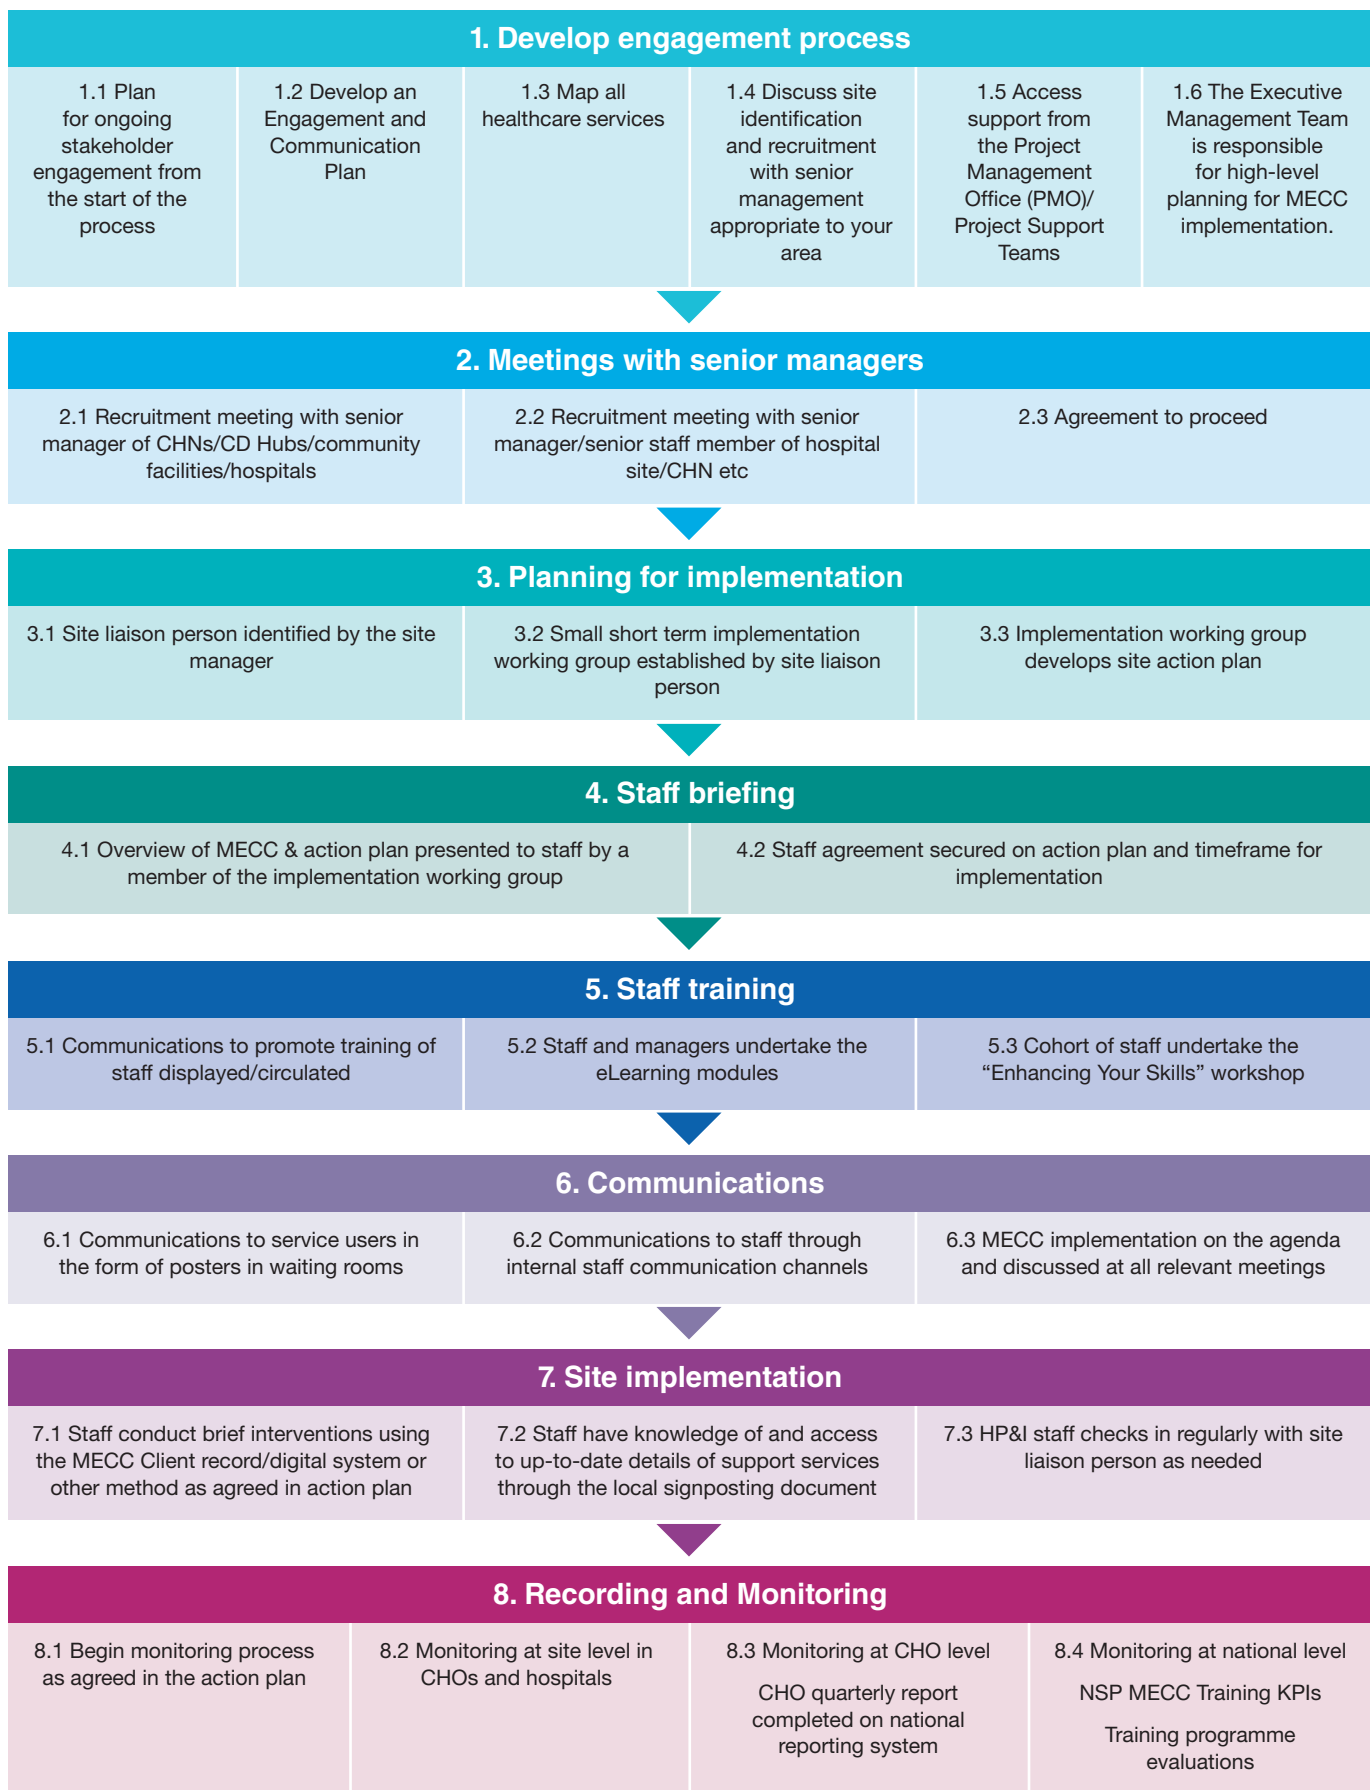 1. Develop engagement process
1.1 Plan
for ongoing
stakeholder
engagement from
the start of the
process
1.2 Develop an
Engagement and
Communication
Plan
1.3 Map all
healthcare services
1.4 Discuss site
identification
and recruitment
with senior
management
appropriate to your
area
1.5 Access
support from
the Project
Management
Office (PMO)/
Project Support
Teams
1.6 The Executive
Management Team
is responsible
for high-level
planning for MECC
implementation.
2. Meetings with senior managers
2.1 Recruitment meeting with senior
manager of CHNs/CD Hubs/community
facilities/hospitals
2.2 Recruitment meeting with senior
manager/senior staff member of hospital
site/CHN etc
2.3 Agreement to proceed
3. Planning for implementation
3.1 Site liaison person identified by the site
manager
3.2 Small short term implementation
working group established by site liaison
person
3.3 Implementation working group
develops site action plan
4. Staff briefing
4.1 Overview of MECC & action plan presented to staff by a
member of the implementation working group
4.2 Staff agreement secured on action plan and timeframe for
implementation
5. Staff training
5.1 Communications to promote training of
staff displayed/circulated
5.2 Staff and managers undertake the
eLearning modules
5.3 Cohort of staff undertake the
“Enhancing Your Skills” workshop
6. Communications
6.1 Communications to service users in
the form of posters in waiting rooms
6.2 Communications to staff through
internal staff communication channels
6.3 MECC implementation on the agenda
and discussed at all relevant meetings
7. Site implementation
7.1 Staff conduct brief interventions using
the MECC Client record/digital system or
other method as agreed in action plan
7.2 Staff have knowledge of and access
to up-to-date details of support services
through the local signposting document
7.3 HP&I staff checks in regularly with site
liaison person as needed
8. Recording and Monitoring
8.1 Begin monitoring process
as agreed in the action plan
8.2 Monitoring at site level in
CHOs and hospitals
8.3 Monitoring at CHO level
CHO quarterly report
completed on national
reporting system
8.4 Monitoring at national level
NSP MECC Training KPIs
Training programme
evaluations